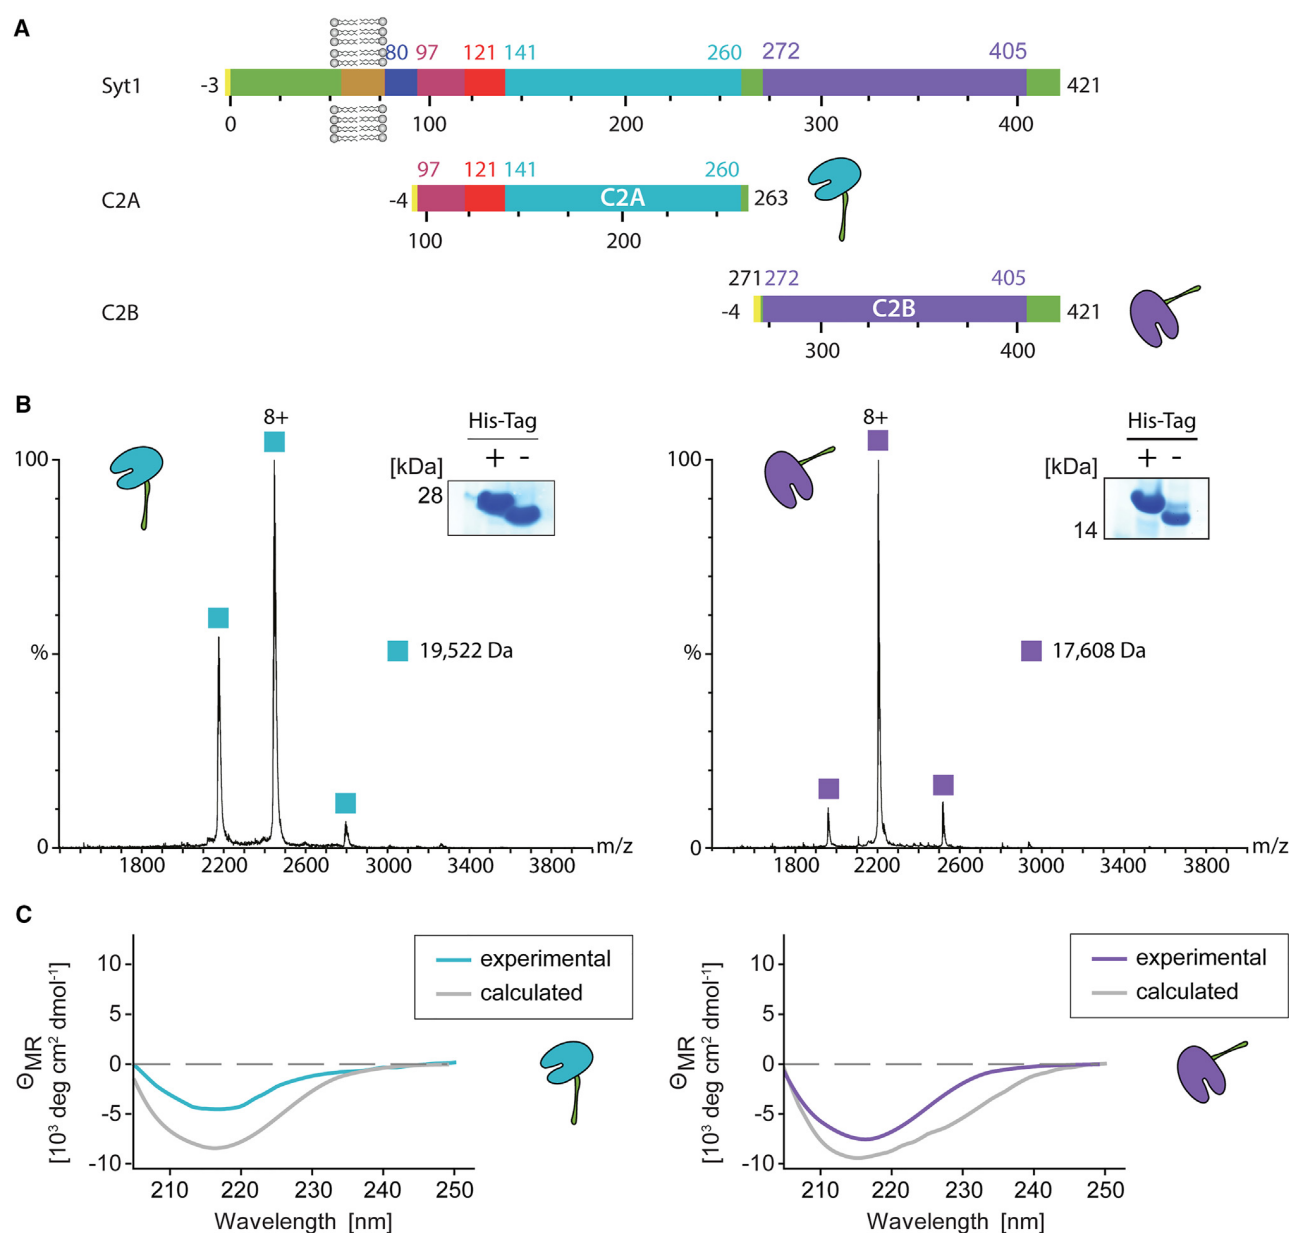 A
80 97 121 141 260 272 405
Syt1 -3 421
0 100 200 300 400
97 121 141 260
C2A -4 C2A 263
100 200
271 272 405
C2B -4 C2B 421
300 400
B
8+
His-Tag
+ -
[kDa]
28
100
%
0
19,522 Da
1800 2200 2600 3000 3400 3800 m/z
8+
His-Tag
+ -
[kDa]
14
100
%
0
17,608 Da
1800 2200 2600 3000 3400 3800 m/z
C
ΘMR
[10³ deg cm² dmol⁻¹]
10
5
0
-5
-10
experimental
calculated
210 220 230 240 250
Wavelength [nm]
ΘMR
[10³ deg cm² dmol⁻¹]
10
5
0
-5
-10
experimental
calculated
210 220 230 240 250
Wavelength [nm]